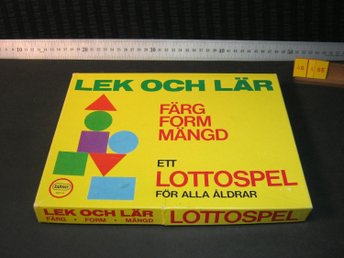 LEK OCH LÄR
FÄRG
FORM
MÄNGD
ETT
LOTTOSPEL
FÖR ALLA ÅLDRAR
LEK OCH LÄR
FÄRG • FORM • MÄNGD
LOTTOSPEL